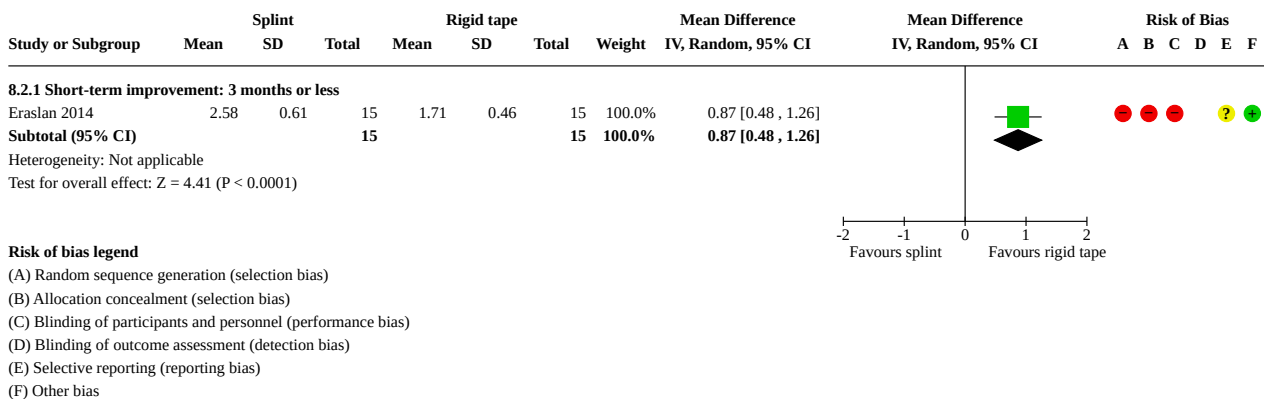 Splint Rigid tape Mean Difference Mean Difference Risk of Bias
Study or Subgroup Mean SD Total Mean SD Total Weight IV, Random, 95% CI IV, Random, 95% CI A B C D E F
8.2.1 Short-term improvement: 3 months or less
Eraslan 2014 2.58 0.61 15 1.71 0.46 15 100.0% 0.87 [0.48 , 1.26] − − − ? +
Subtotal (95% CI) 15 15 100.0% 0.87 [0.48 , 1.26]
Heterogeneity: Not applicable
Test for overall effect: Z = 4.41 (P < 0.0001)
-2 -1 0 1 2
Favours splint Favours rigid tape
Risk of bias legend
(A) Random sequence generation (selection bias)
(B) Allocation concealment (selection bias)
(C) Blinding of participants and personnel (performance bias)
(D) Blinding of outcome assessment (detection bias)
(E) Selective reporting (reporting bias)
(F) Other bias